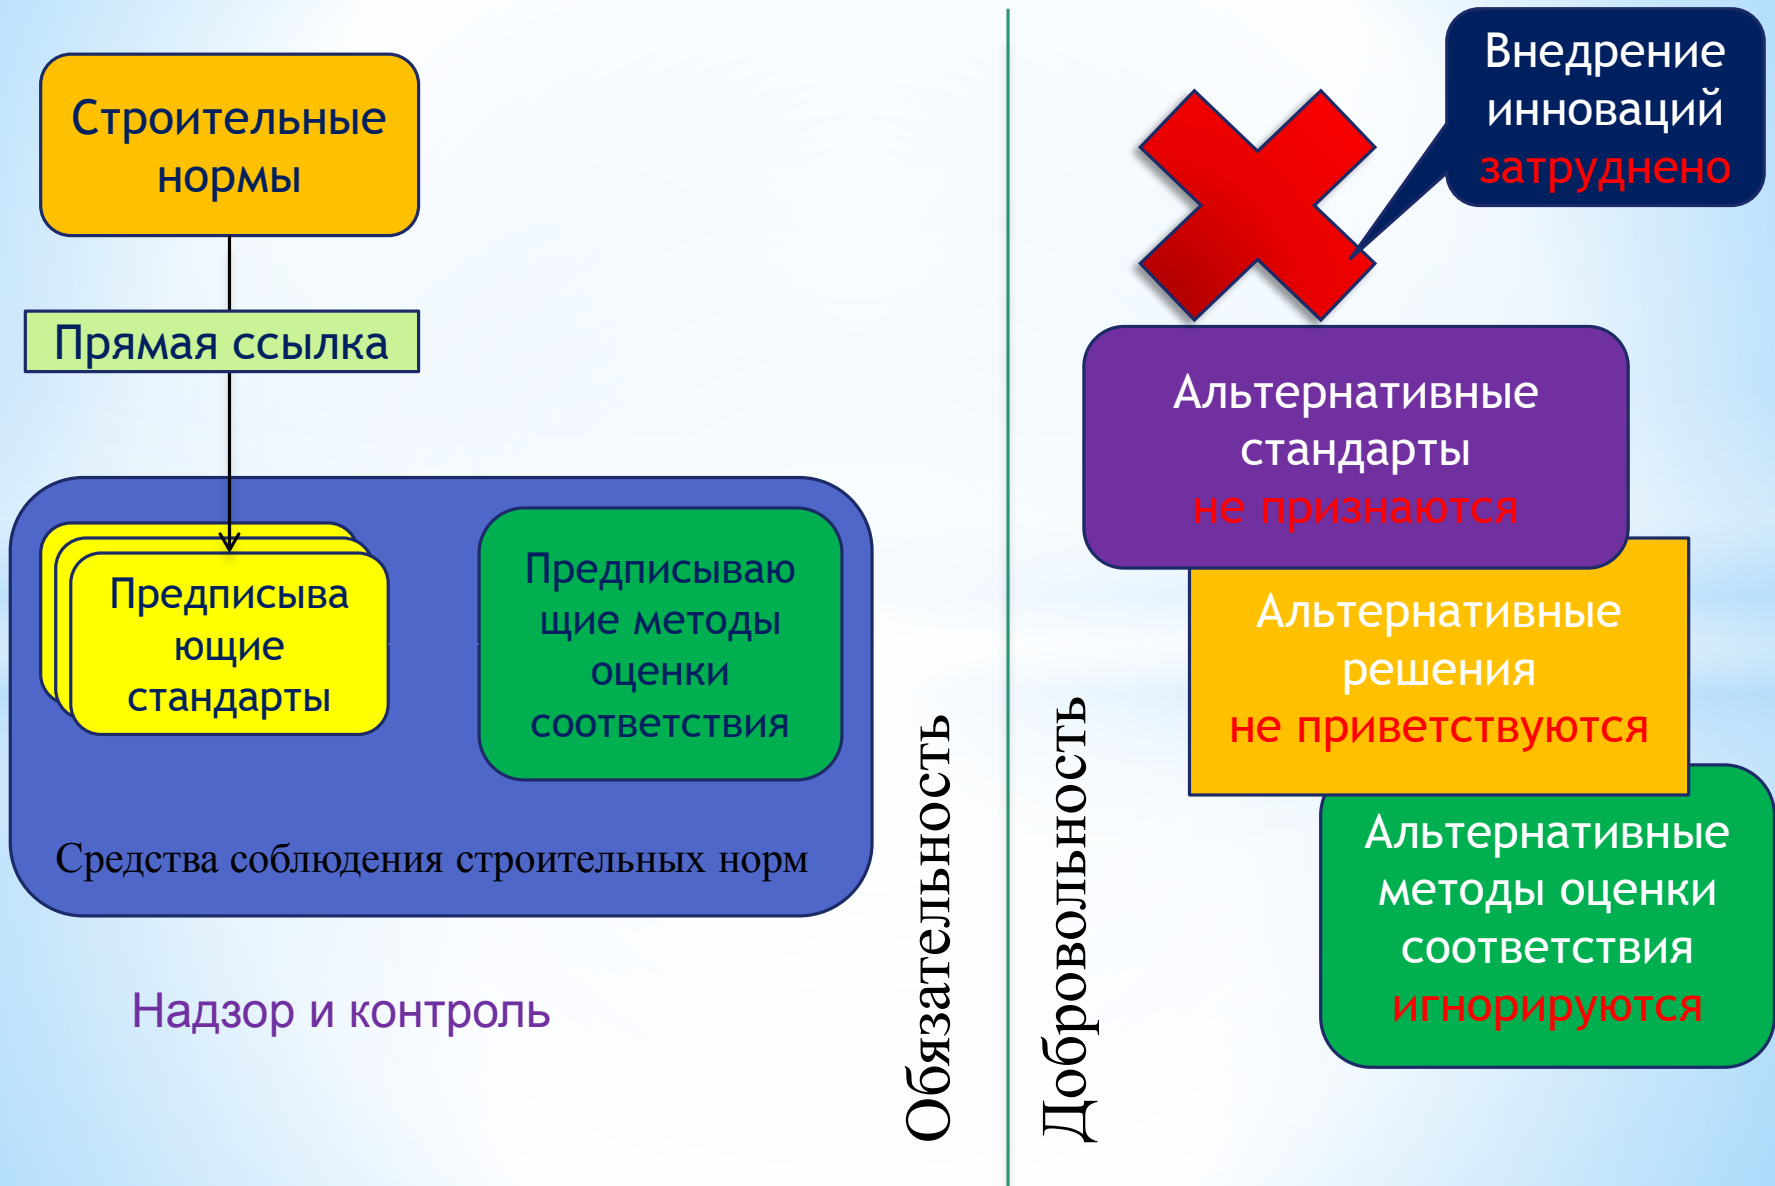 Строительные
нормы
Прямая ссылка
Предписыва
ющие
стандарты
Предписываю
щие методы
оценки
соответствия
Средства соблюдения строительных норм
Надзор и контроль
Обязательность
Добровольность
Внедрение
инноваций
затруднено
Альтернативные
стандарты
не признаются
Альтернативные
решения
не приветствуются
Альтернативные
методы оценки
соответствия
игнорируются